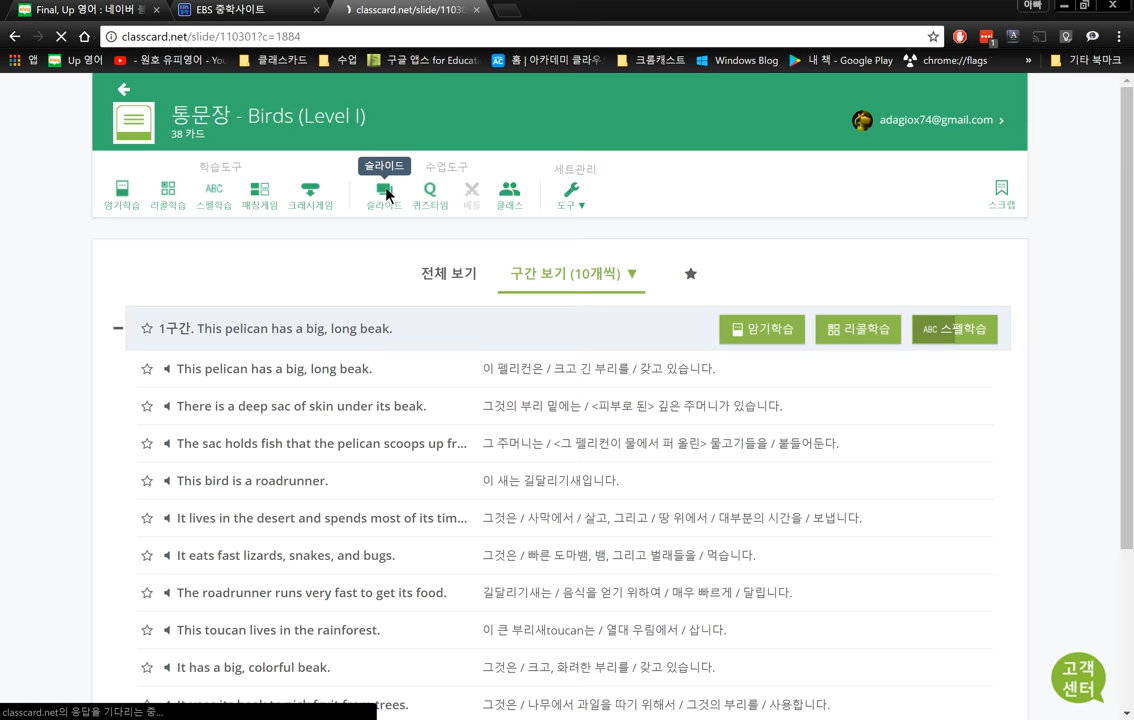 Final, Up 영어 : 네이버
EBS 중학사이트
classcard.net/slide/1103
아빠
classcard.net/slide/110301?c=1884
앱
Up 영어
- 원호 유피영어 - You
클래스카드
수업
구글 앱스 for Educati
홈 | 아카데미 클라우
크롬캐스트
Windows Blog
내 책 - Google Play
chrome://flags
»
기타 북마크
통문장 - Birds (Level I)
38 카드
adagiox74@gmail.com >
학습도구
슬라이드
수업도구
세트관리
암기학습
리콜학습
ABC
스펠학습
매칭게임
크래시게임
슬라이드
Q
퀴즈타임
배틀
클래스
도구 ▼
스크랩
전체 보기
구간 보기 (10개씩) ▼
1구간. This pelican has a big, long beak.
암기학습
리콜학습
ABC 스펠학습
This pelican has a big, long beak. 이 펠리컨은 / 크고 긴 부리를 / 갖고 있습니다.
There is a deep sac of skin under its beak. 그것의 부리 밑에는 / <피부로 된> 깊은 주머니가 있습니다.
The sac holds fish that the pelican scoops up fr... 그 주머니는 / <그 펠리컨이 물에서 퍼 올린> 물고기들을 / 붙들어둔다.
This bird is a roadrunner. 이 새는 길달리기새입니다.
It lives in the desert and spends most of its tim... 그것은 / 사막에서 / 살고, 그리고 / 땅 위에서 / 대부분의 시간을 / 보냅니다.
It eats fast lizards, snakes, and bugs. 그것은 / 빠른 도마뱀, 뱀, 그리고 벌래들을 / 먹습니다.
The roadrunner runs very fast to get its food. 길달리기새는 / 음식을 얻기 위하여 / 매우 빠르게 / 달립니다.
This toucan lives in the rainforest. 이 큰 부리새toucan는 / 열대 우림에서 / 삽니다.
It has a big, colorful beak. 그것은 / 크고, 화려한 부리를 / 갖고 있습니다.
trees. 그것은 / 나무에서 과일을 따기 위해서 / 그것의 부리를 / 사용합니다.
고객
센터
classcard.net의 응답을 기다리는 중...